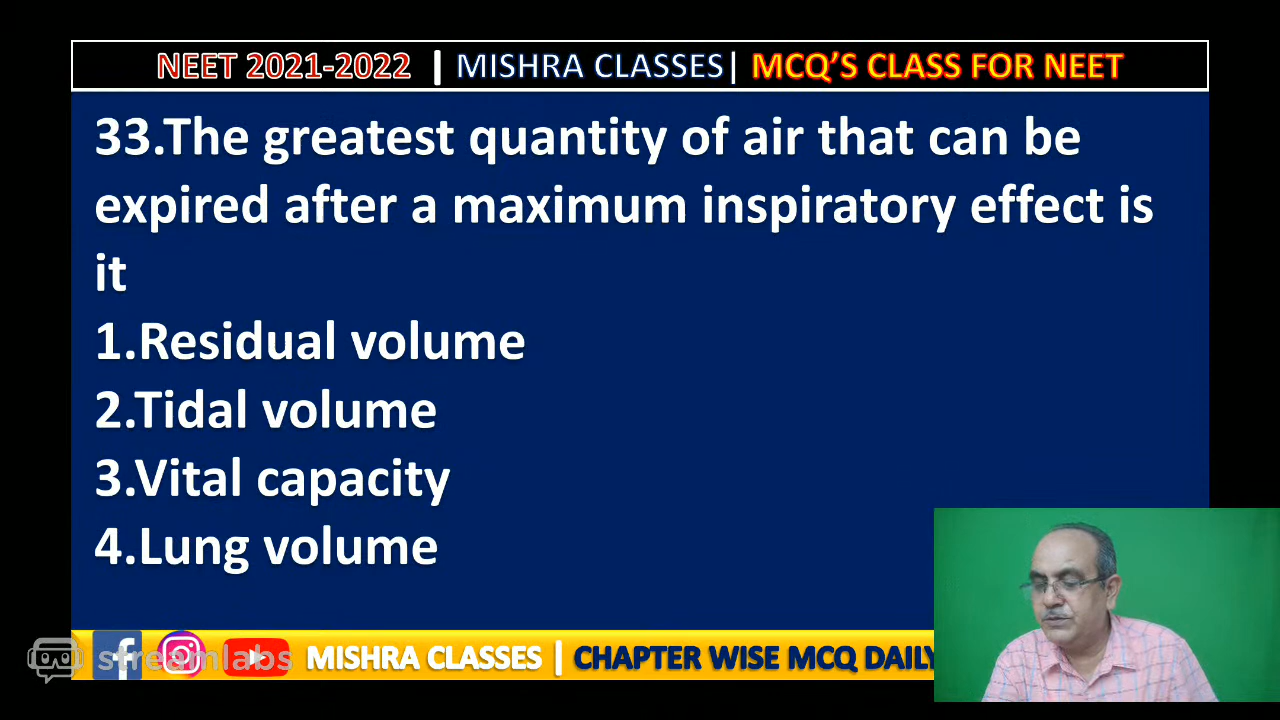 NEET 2021-2022 | MISHRA CLASSES| MCQ’S CLASS FOR NEET
33.The greatest quantity of air that can be
expired after a maximum inspiratory effect is
it
1.Residual volume
2.Tidal volume
3.Vital capacity
4.Lung volume
streamlabs MISHRA CLASSES | CHAPTER WISE MCQ DAILY